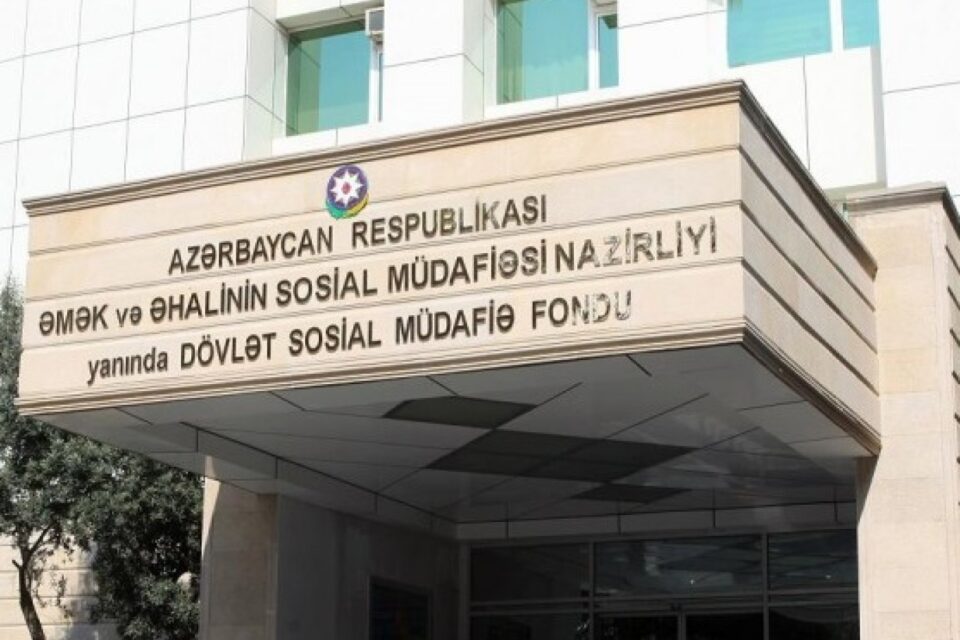 AZƏRBAYCAN RESPUBLİKASI
ƏMƏK və ƏHALİNİN SOSİAL MÜDAFİƏSİ NAZİRLİYİ
yanında DÖVLƏT SOSİAL MÜDAFİƏ FONDU